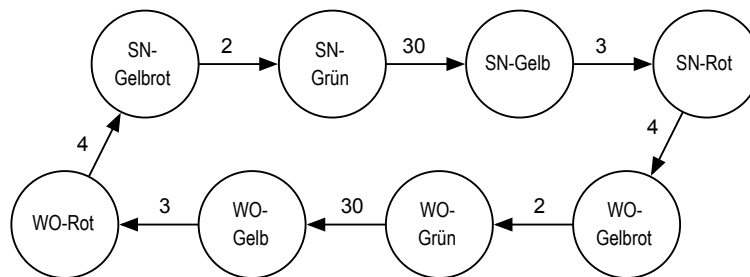 SN-
Gelbrot
2
SN-
Grün
30
SN-Gelb
3
SN-Rot
4
4
WO-Rot
3
WO-
Gelb
30
WO-
Grün
2
WO-
Gelbrot